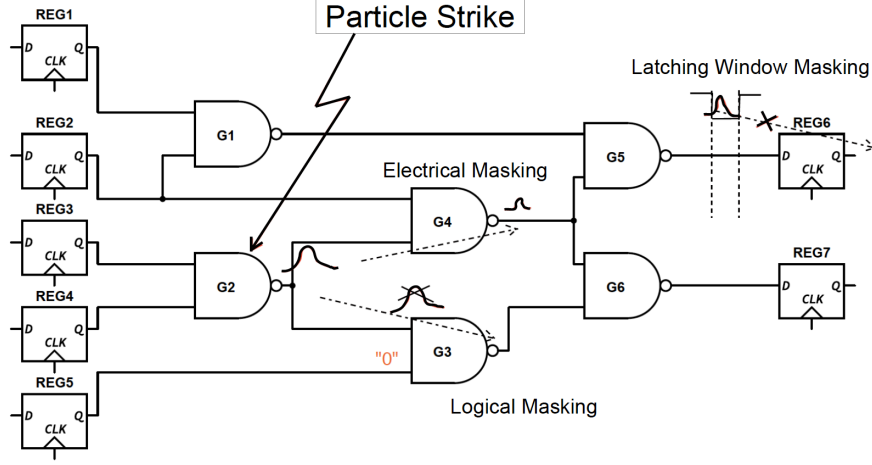 Particle Strike
REG1
D Q
CLK
Latching Window Masking
REG2
D Q
CLK
G1
REG6
D Q
CLK
G5
Electrical Masking
REG3
D Q
CLK
G4
G2
REG4
D Q
CLK
G6
REG7
D Q
CLK
"0"
G3
REG5
D Q
CLK
Logical Masking